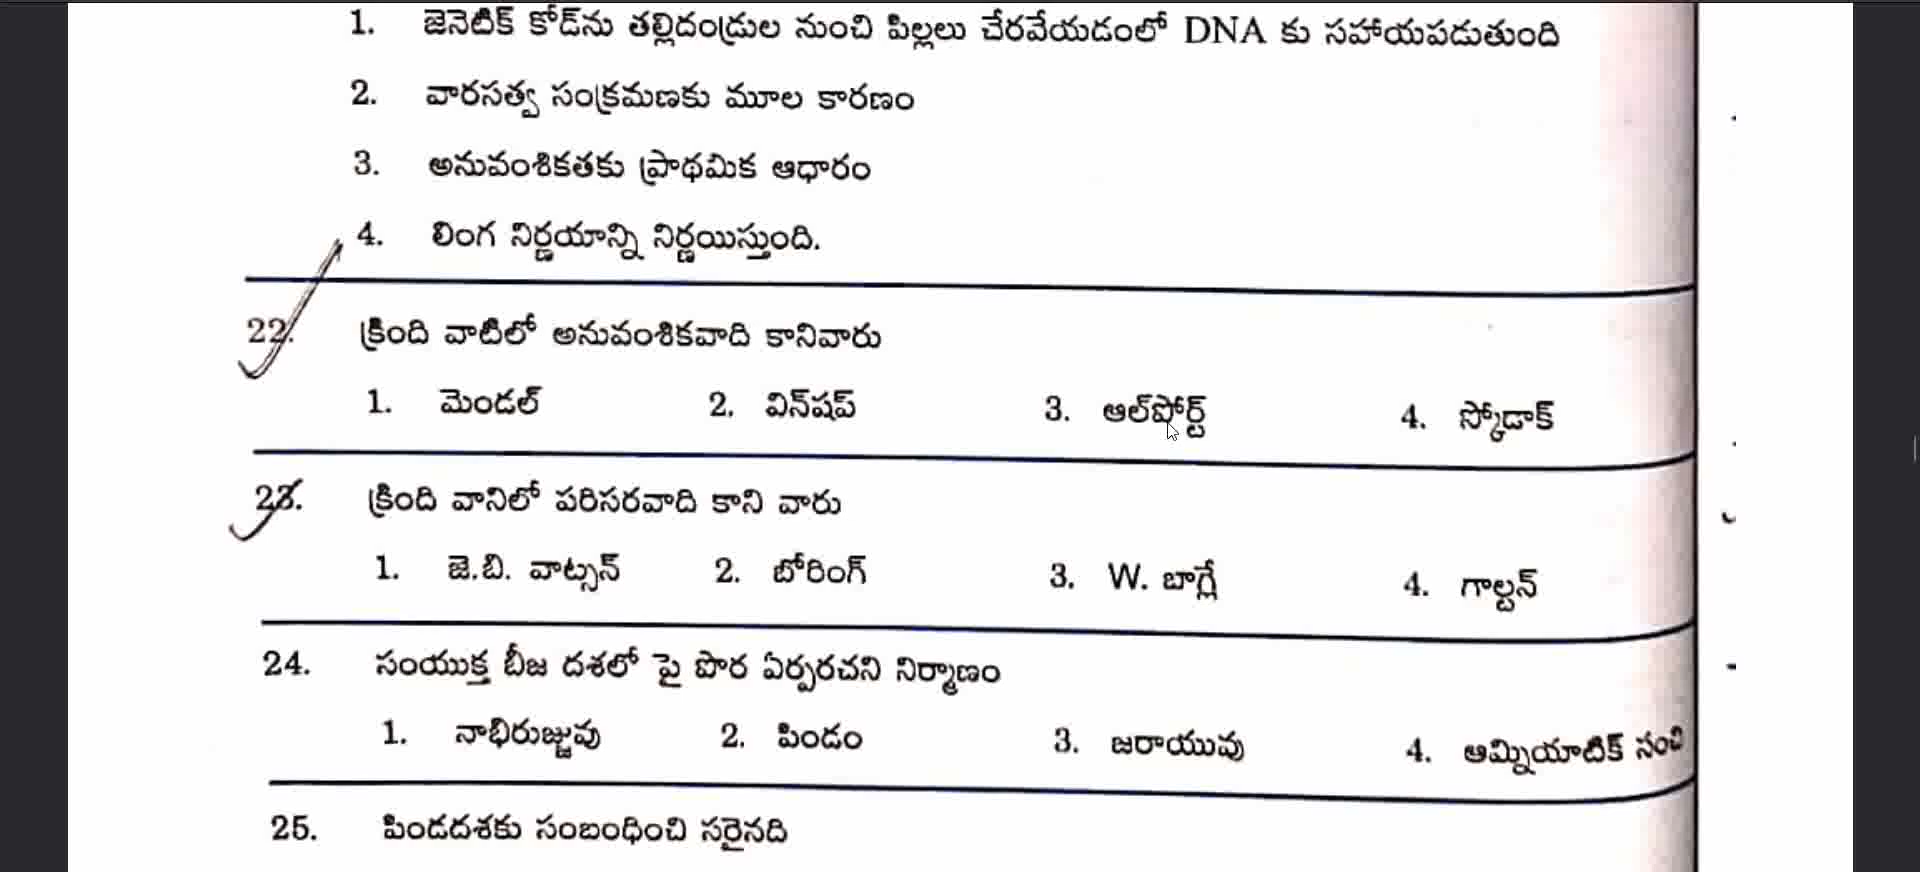 1. జెనెటిక్ కోడ్‌ను తల్లిదండ్రుల నుంచి పిల్లలు చేరవేయడంలో DNA కు సహాయపడుతుంది
2. వారసత్వ సంక్రమణకు మూల కారణం
3. అనువంశికతకు ప్రాథమిక ఆధారం
4. లింగ నిర్ణయాన్ని నిర్ణయిస్తుంది.
22. క్రింది వాటిలో అనువంశికవాది కానివారు
1. మెండల్ 2. విన్‌షప్ 3. ఆల్‌పోర్ట్ 4. స్కోడాక్
23. క్రింది వానిలో పరిసరవాది కాని వారు
1. జె.బి. వాట్సన్ 2. బోరింగ్ 3. W. బాగ్లే 4. గాల్టన్
24. సంయుక్త బీజ దశలో పై పొర ఏర్పరచని నిర్మాణం
1. నాభిరుజ్జువు 2. పిండం 3. జరాయువు 4. ఆమ్నియాటిక్ సంచి
25. పిండదశకు సంబంధించి సరైనది